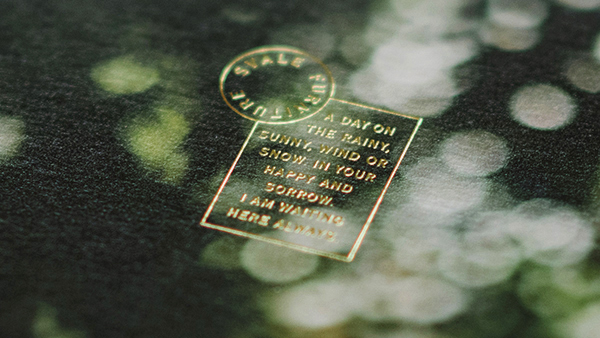 SVALE FURNITURE
A DAY ON
THE RAINY,
SUNNY, WIND OR
SNOW. IN YOUR
HAPPY AND
SORROW.
I AM WAITING
HERE ALWAYS.